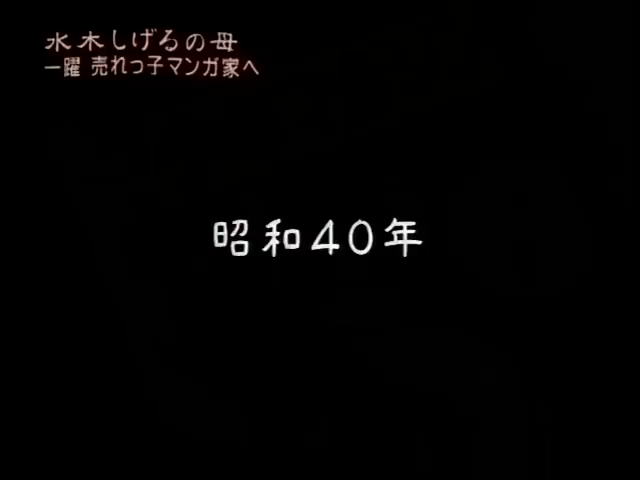 水木しげるの母
一躍 売れっ子マンガ家へ
昭和40年